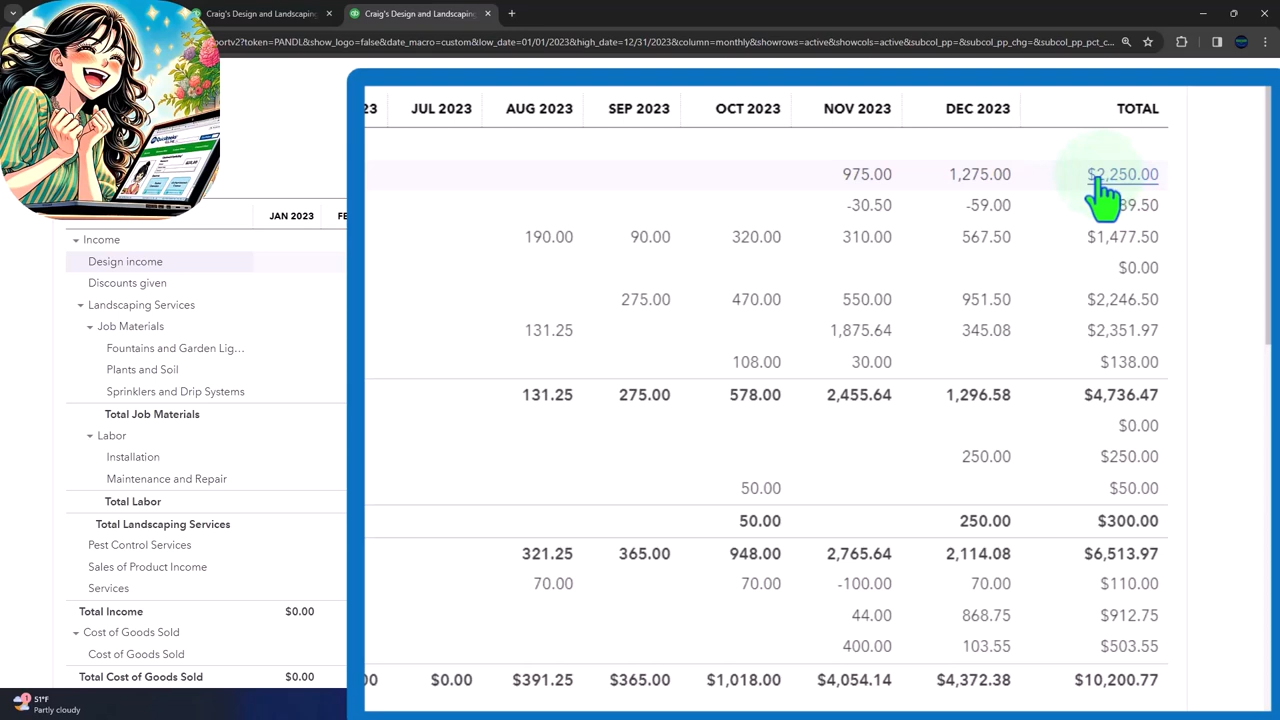 Craig's Design and Landscaping
Craig's Design and Landscaping
portv2?token=PANDL&show_logo=false&date_macro=custom&low_date=01/01/2023&high_date=12/31/2023&column=monthly&showrows=active&showcols=active&subcol_pp=&subcol_pp_chg=&subcol_pp_pct_c...
23 JUL 2023 AUG 2023 SEP 2023 OCT 2023 NOV 2023 DEC 2023 TOTAL
975.00 1,275.00 $2,250.00
-30.50 -59.00 89.50
190.00 90.00 320.00 310.00 567.50 $1,477.50
$0.00
275.00 470.00 550.00 951.50 $2,246.50
131.25 1,875.64 345.08 $2,351.97
108.00 30.00 $138.00
131.25 275.00 578.00 2,455.64 1,296.58 $4,736.47
$0.00
250.00 $250.00
50.00 $50.00
50.00 250.00 $300.00
321.25 365.00 948.00 2,765.64 2,114.08 $6,513.97
70.00 70.00 -100.00 70.00 $110.00
44.00 868.75 $912.75
400.00 103.55 $503.55
00 $0.00 $391.25 $365.00 $1,018.00 $4,054.14 $4,372.38 $10,200.77
JAN 2023 FE
Income
Design income
Discounts given
Landscaping Services
Job Materials
Fountains and Garden Lig...
Plants and Soil
Sprinklers and Drip Systems
Total Job Materials
Labor
Installation
Maintenance and Repair
Total Labor
Total Landscaping Services
Pest Control Services
Sales of Product Income
Services
Total Income $0.00
Cost of Goods Sold
Cost of Goods Sold
Total Cost of Goods Sold $0.00
1
51°F
Partly cloudy